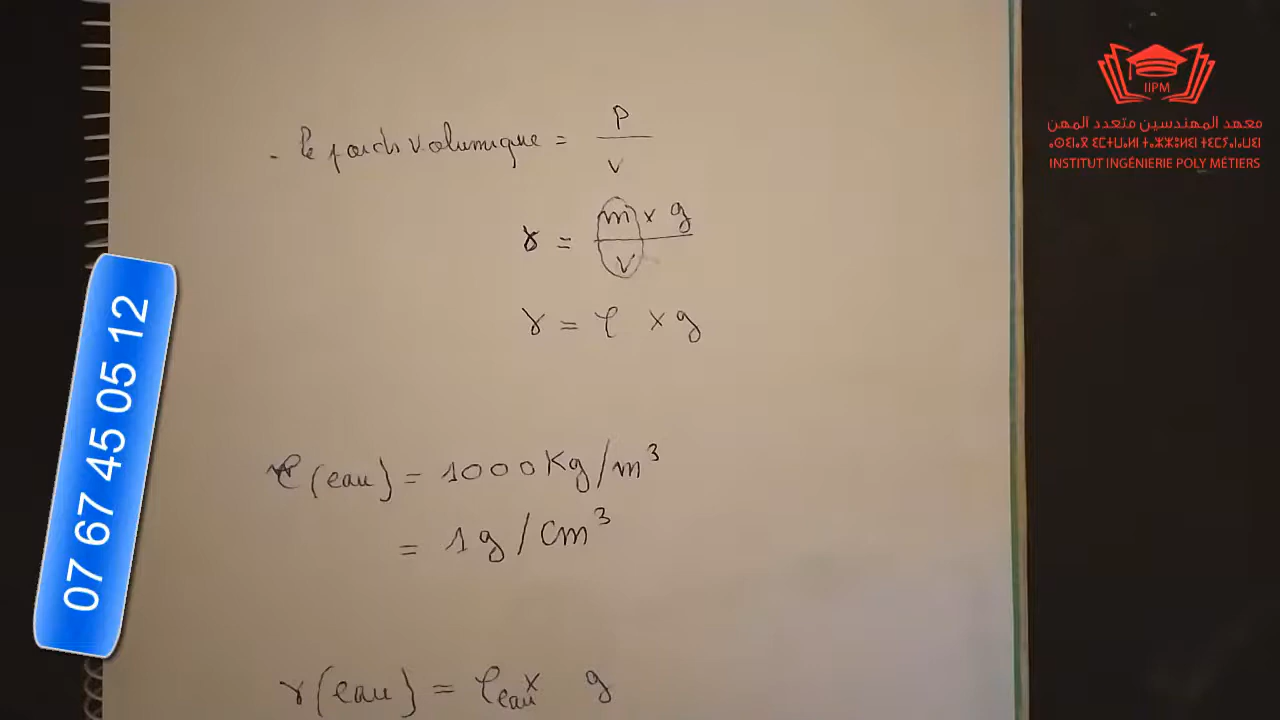 - le poids volumique = P / V
γ = m × g / V
γ = ρ × g
ρ(eau) = 1000 Kg/m³
= 1g/cm³
γ(eau) = ρeau × g
07 67 45 05 12
IIPM
معهد المهندسين متعدد المهن
INSTITUT INGÉNIERIE POLY MÉTIERS